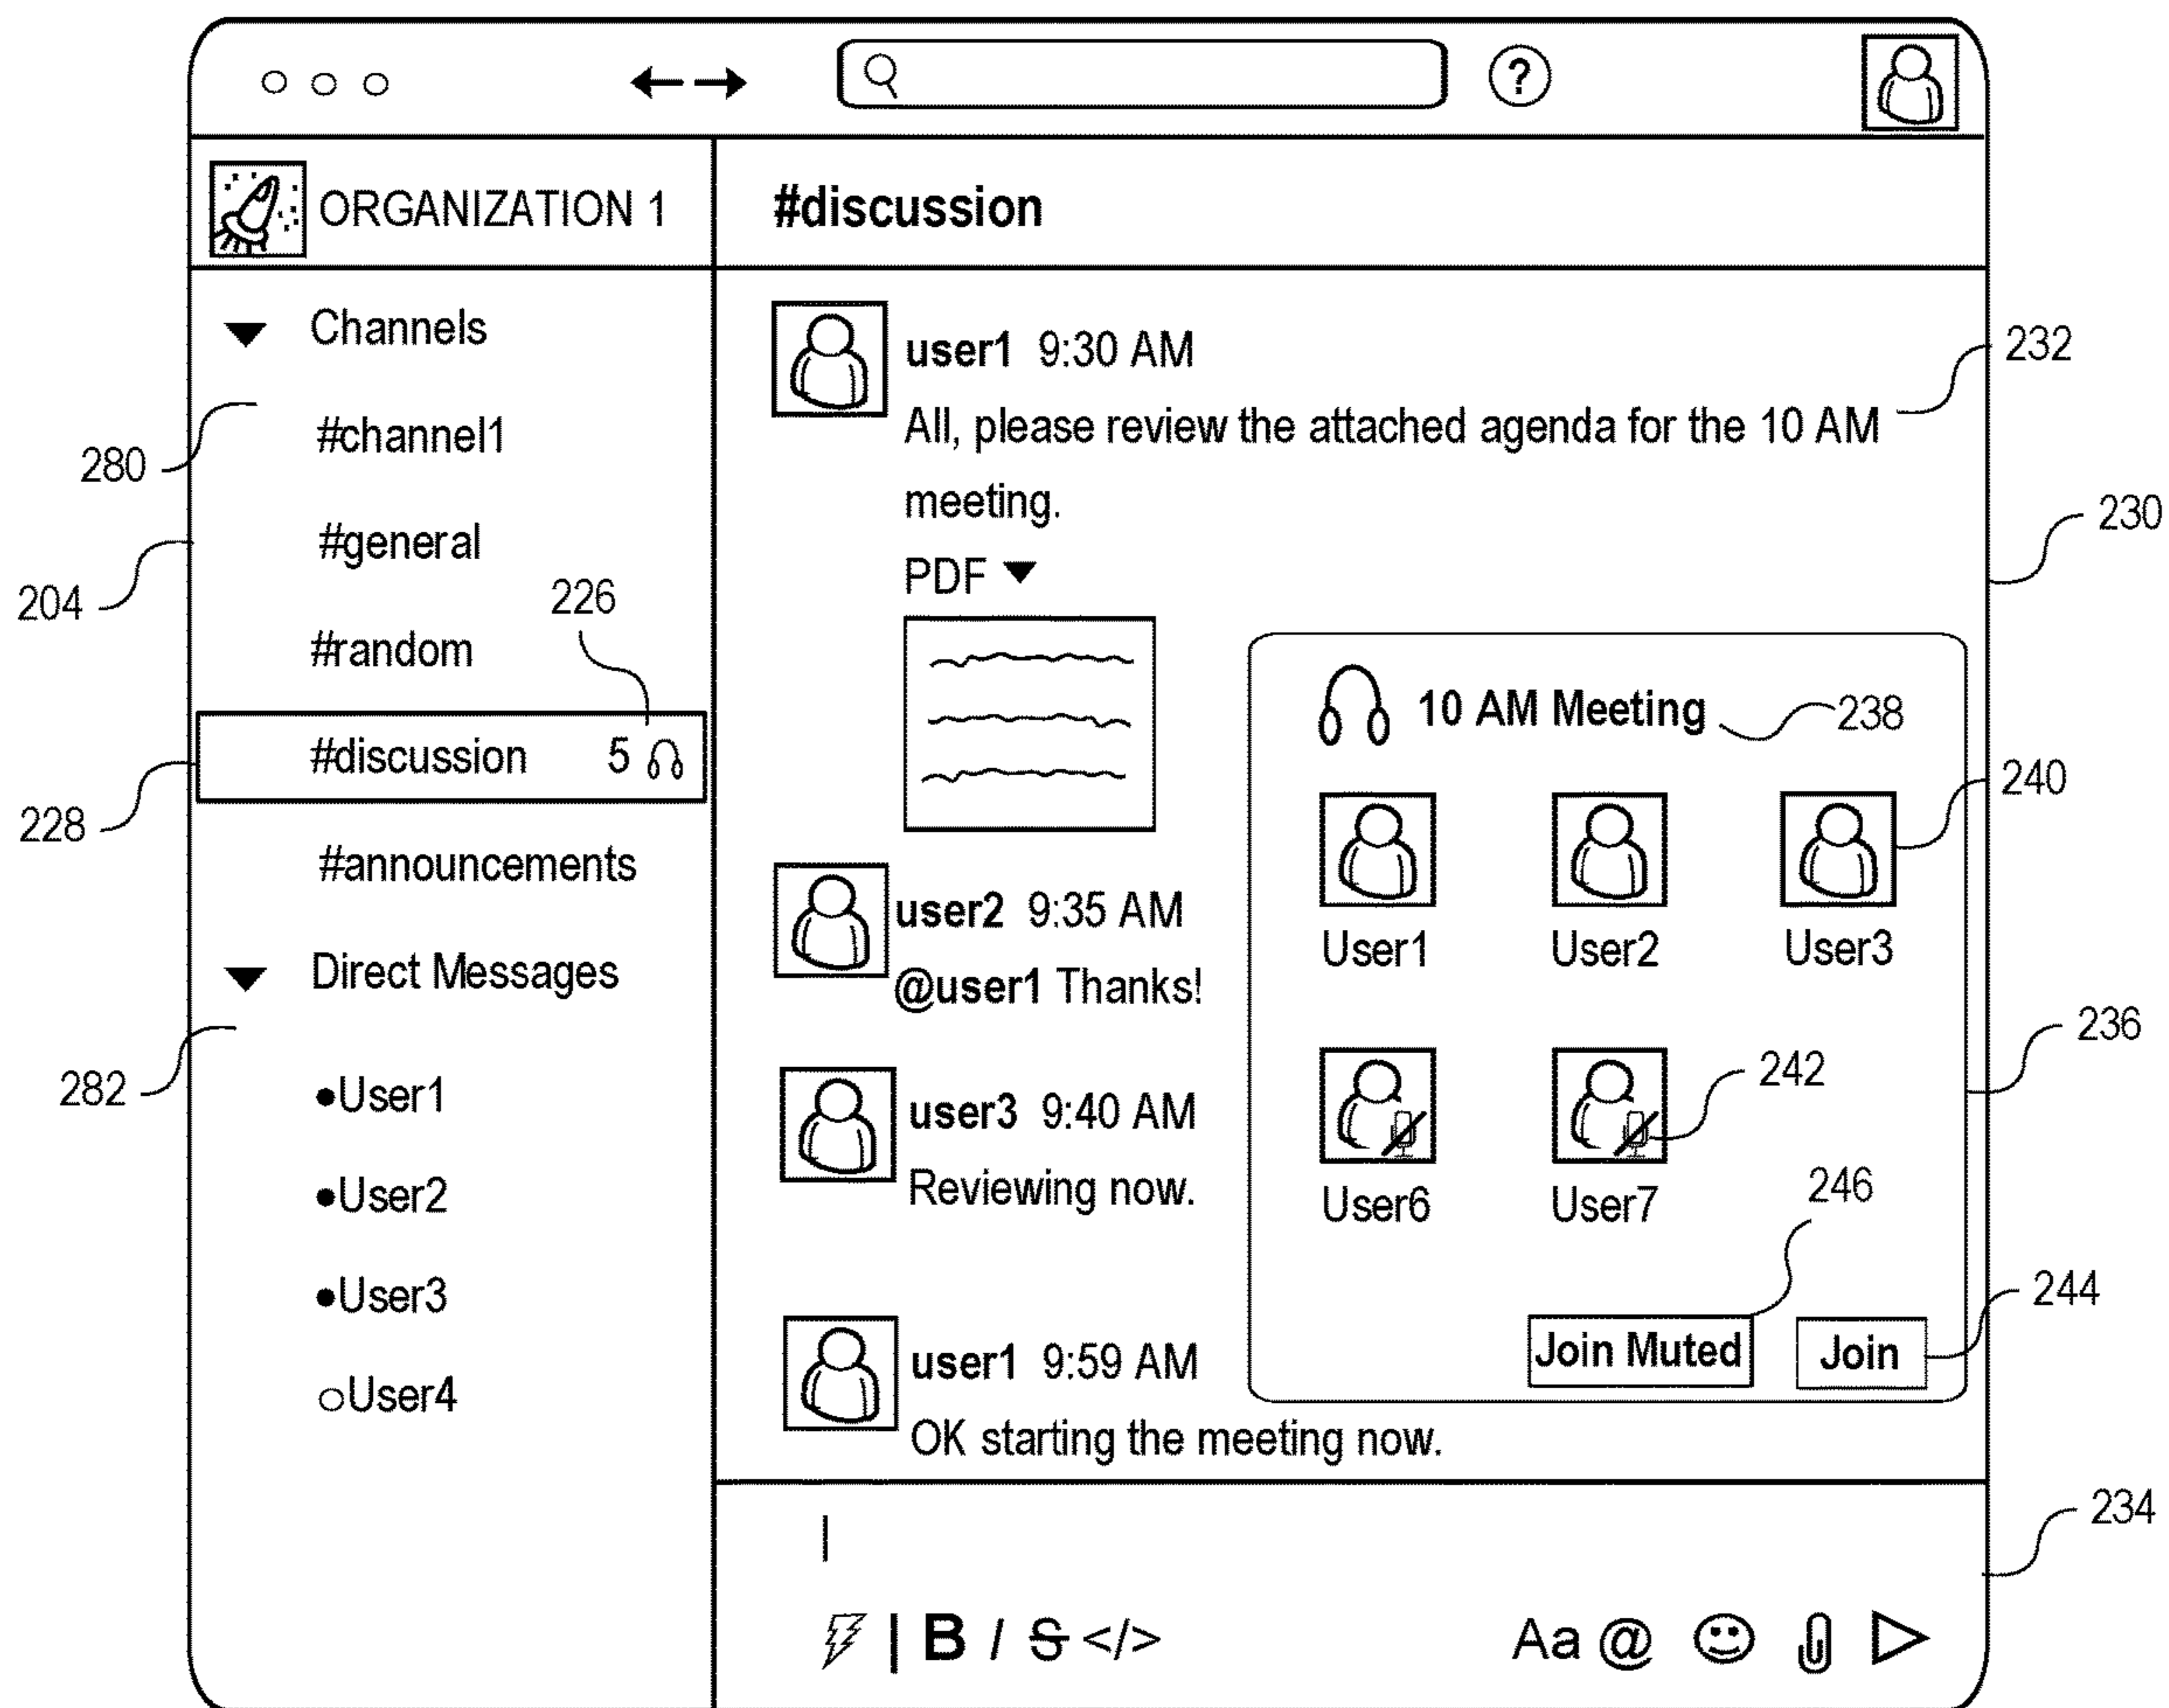 ?
ORGANIZATION 1
#discussion
Channels
280
#channel1
204
#general
#random
226
228
#discussion 5
#announcements
Direct Messages
282
•User1
•User2
•User3
○User4
user1 9:30 AM
232
All, please review the attached agenda for the 10 AM
meeting.
230
PDF
10 AM Meeting
238
240
User1 User2 User3
236
242
User6 User7
246
244
Join Muted Join
user2 9:35 AM
@user1 Thanks!
user3 9:40 AM
Reviewing now.
user1 9:59 AM
OK starting the meeting now.
234
B I S </> Aa @